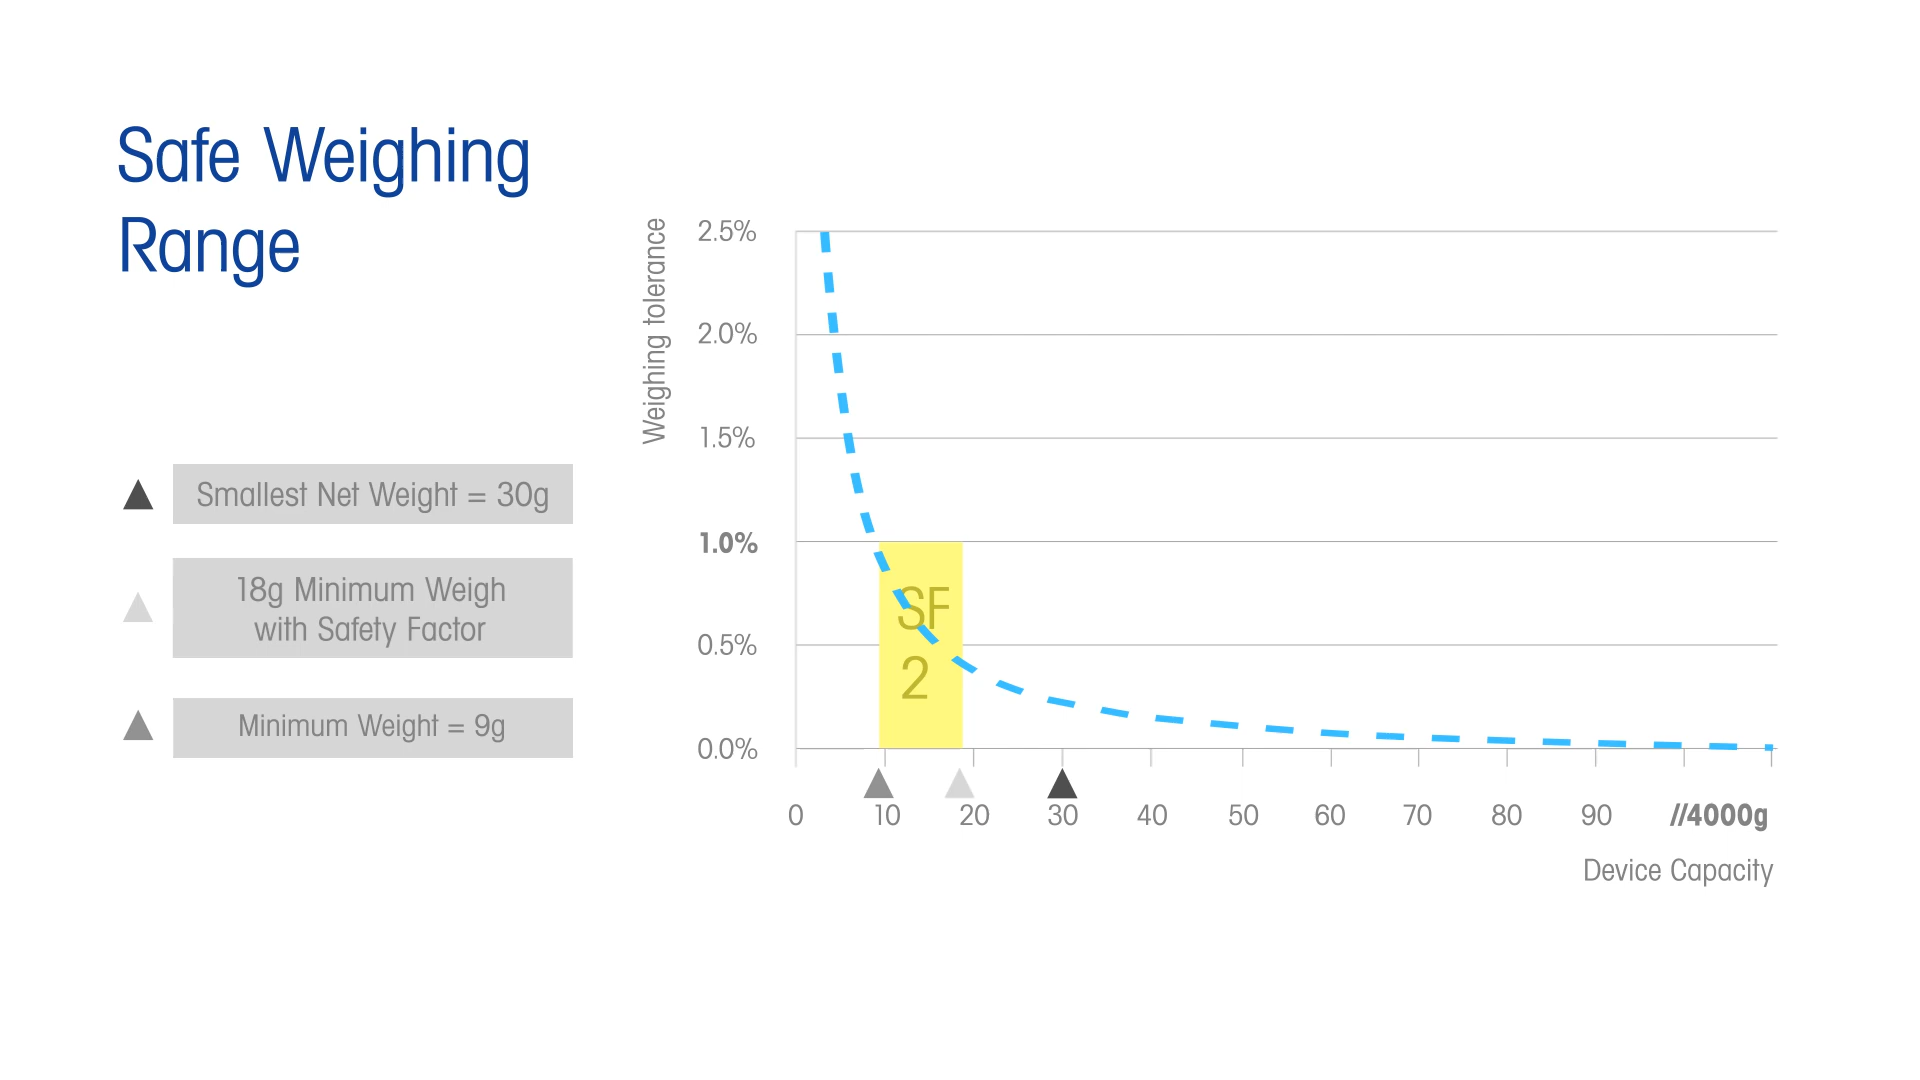 Safe Weighing
Range
Smallest Net Weight = 30g
18g Minimum Weigh
with Safety Factor
Minimum Weight = 9g
Weighing tolerance
2.5%
2.0%
1.5%
1.0%
0.5%
0.0%
SF
2
0 10 20 30 40 50 60 70 80 90 //4000g
Device Capacity